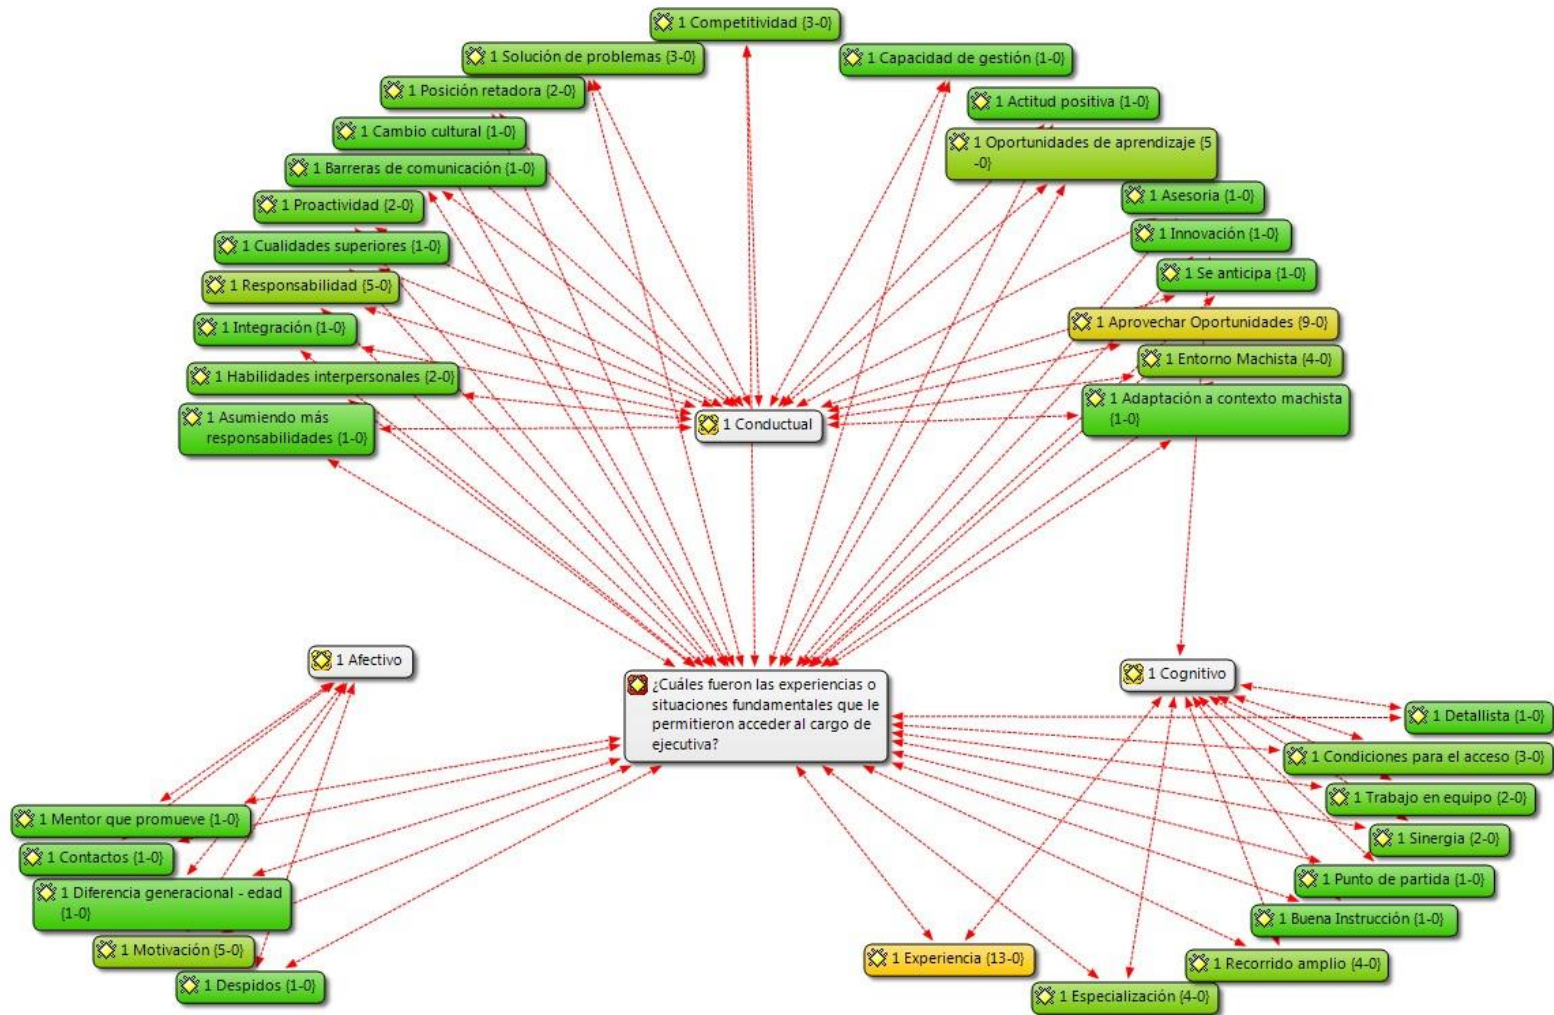 1 Competitividad {3-0}
1 Solución de problemas {3-0}
1 Capacidad de gestión {1-0}
1 Posición retadora {2-0}
1 Actitud positiva {1-0}
1 Cambio cultural {1-0}
1 Oportunidades de aprendizaje {5
-0}
1 Barreras de comunicación {1-0}
1 Asesoria {1-0}
1 Proactividad {2-0}
1 Innovación {1-0}
1 Cualidades superiores {1-0}
1 Se anticipa {1-0}
1 Responsabilidad {5-0}
1 Aprovechar Oportunidades {9-0}
1 Integración {1-0}
1 Entorno Machista {4-0}
1 Habilidades interpersonales {2-0}
1 Adaptación a contexto machista
{1-0}
1 Asumiendo más
responsabilidades {1-0}
1 Conductual
1 Afectivo
¿Cuáles fueron las experiencias o
situaciones fundamentales que le
permitieron acceder al cargo de
ejecutiva?
1 Cognitivo
1 Detallista {1-0}
1 Condiciones para el acceso {3-0}
1 Trabajo en equipo {2-0}
1 Sinergia {2-0}
1 Punto de partida {1-0}
1 Buena Instrucción {1-0}
1 Recorrido amplio {4-0}
1 Especialización {4-0}
1 Experiencia {13-0}
1 Mentor que promueve {1-0}
1 Contactos {1-0}
1 Diferencia generacional - edad
{1-0}
1 Motivación {5-0}
1 Despidos {1-0}